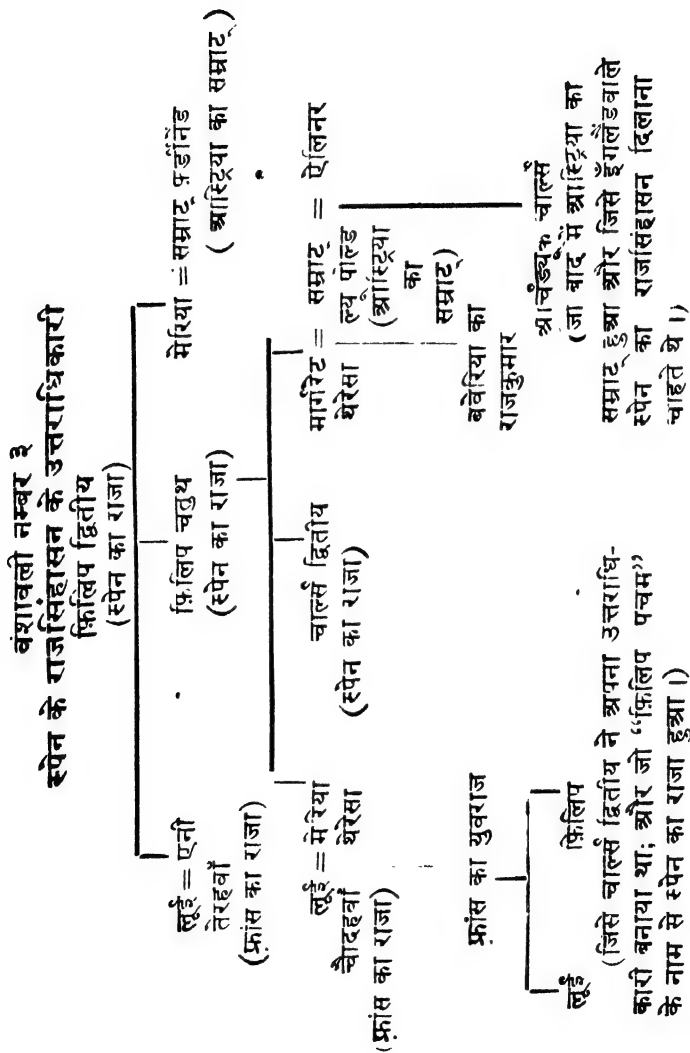 वंशावली नम्बर ३
स्पेन के राजसिंहासन के उत्तराधिकारी
फ़िलिप द्वितीय
(स्पेन का राजा)
लूई = एनी
तेरहवाँ
(फ़्रांस का राजा)
फ़िलिप चतुथ
(स्पेन का राजा)
मेरिया = सम्राट् फ़र्डीनेंड
( आस्ट्रिया का सम्राट् )
लूई = मेरिया
चौदहवाँ थेरेसा
(फ़्रांस का राजा)
चार्ल्स द्वितीय
(स्पेन का राजा)
मार्गरेट = सम्राट् = ऐलिनर
थेरेसा ल्यूपोल्ड
(आस्ट्रिया
का
सम्राट्)
फ़्रांस का युवराज
बवेरिया का
राजकुमार
आर्चड्यूक चार्ल्स
(जो बाद में आस्ट्रिया का
सम्राट् हुआ और जिसे इँगलैंडवाले
स्पेन का राजसिंहासन दिलाना
चाहते थे।)
लूई फ़िलिप
(जिसे चार्ल्स द्वितीय ने अपना उत्तराधि-
कारी बनाया था; और जो “फ़िलिप पंचम”
के नाम से स्पेन का राजा हुआ।)